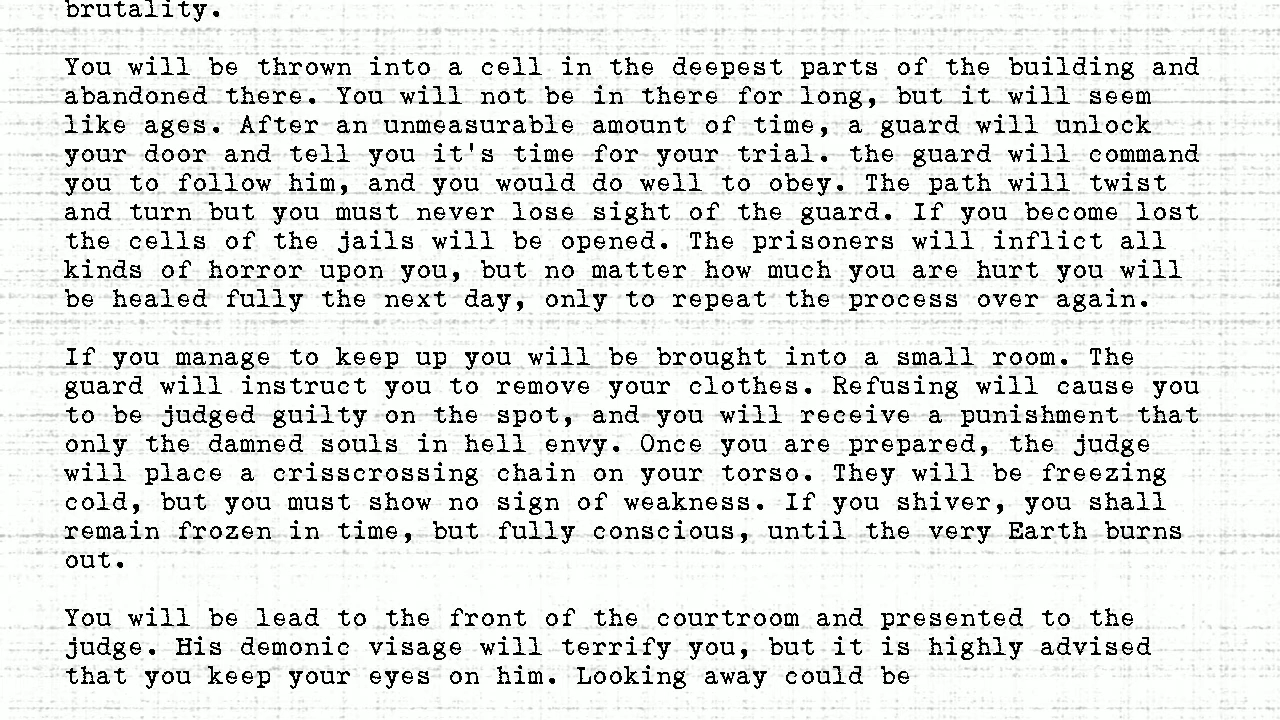 brutality.
You will be thrown into a cell in the deepest parts of the building and
abandoned there. You will not be in there for long, but it will seem
like ages. After an unmeasurable amount of time, a guard will unlock
your door and tell you it's time for your trial. the guard will command
you to follow him, and you would do well to obey. The path will twist
and turn but you must never lose sight of the guard. If you become lost
the cells of the jails will be opened. The prisoners will inflict all
kinds of horror upon you, but no matter how much you are hurt you will
be healed fully the next day, only to repeat the process over again.
If you manage to keep up you will be brought into a small room. The
guard will instruct you to remove your clothes. Refusing will cause you
to be judged guilty on the spot, and you will receive a punishment that
only the damned souls in hell envy. Once you are prepared, the judge
will place a crisscrossing chain on your torso. They will be freezing
cold, but you must show no sign of weakness. If you shiver, you shall
remain frozen in time, but fully conscious, until the very Earth burns
out.
You will be lead to the front of the courtroom and presented to the
judge. His demonic visage will terrify you, but it is highly advised
that you keep your eyes on him. Looking away could be